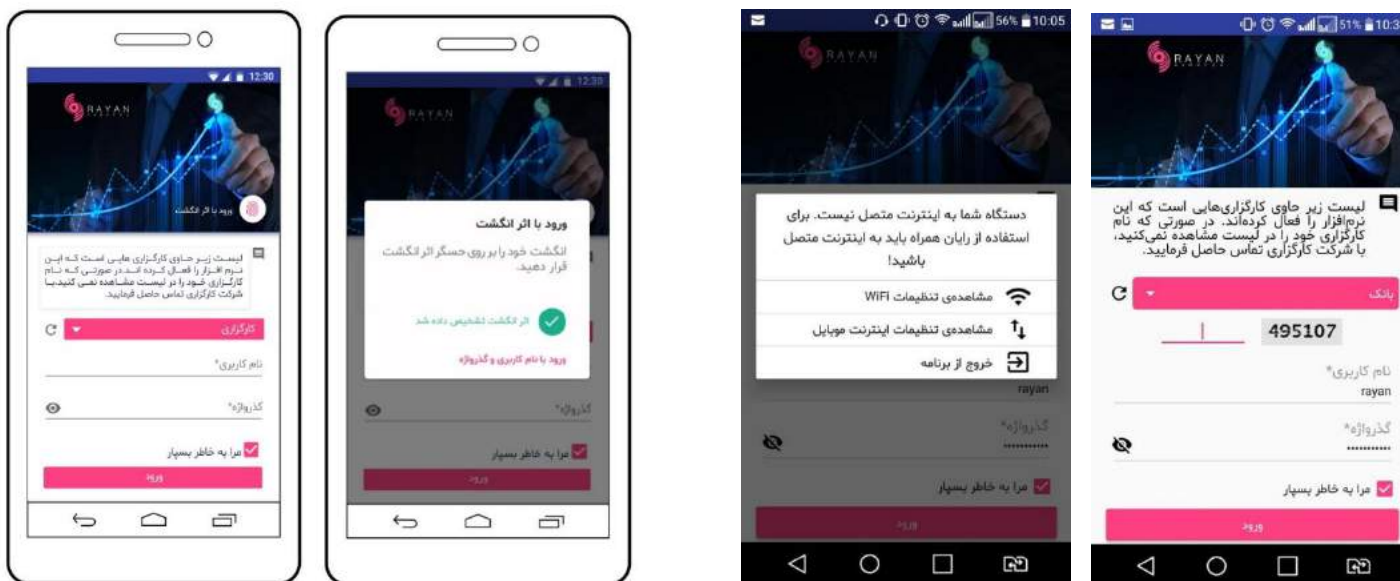 12:30
RAYAN
ورود با اثر انگشت
لیست زیر حاوی کارگزاری هایی است که این
نرم افزار را فعال کرده اند. در صورتی که نام
کارگزاری خود را در لیست مشاهده نمی کنید، با
شرکت کارگزاری تماس حاصل فرمایید.
کارگزاری
نام کاربری*
گذرواژه*
مرا به خاطر بسپار
ورود
12:30
RAYAN
ورود با اثر انگشت
انگشت خود را بر روی حسگر اثر انگشت
قرار دهید.
اثر انگشت تشخیص داده شد
ورود با نام کاربری و گذرواژه
گذرواژه*
مرا به خاطر بسپار
ورود
56% 10:05
RAYAN
دستگاه شما به اینترنت متصل نیست. برای
استفاده از رایان همراه باید به اینترنت متصل
باشید!
مشاهده‌ی تنظیمات WiFi
مشاهده‌ی تنظیمات اینترنت موبایل
خروج از برنامه
rayan
گذرواژه*
مرا به خاطر بسپار
ورود
51% 10:3
RAYAN
لیست زیر حاوی کارگزاری‌هایی است که این
نرم‌افزار را فعال کرده‌اند. در صورتی که نام
کارگزاری خود را در لیست مشاهده نمی‌کنید،
با شرکت کارگزاری تماس حاصل فرمایید.
بانک
495107
نام کاربری*
rayan
گذرواژه*
مرا به خاطر بسپار
ورود